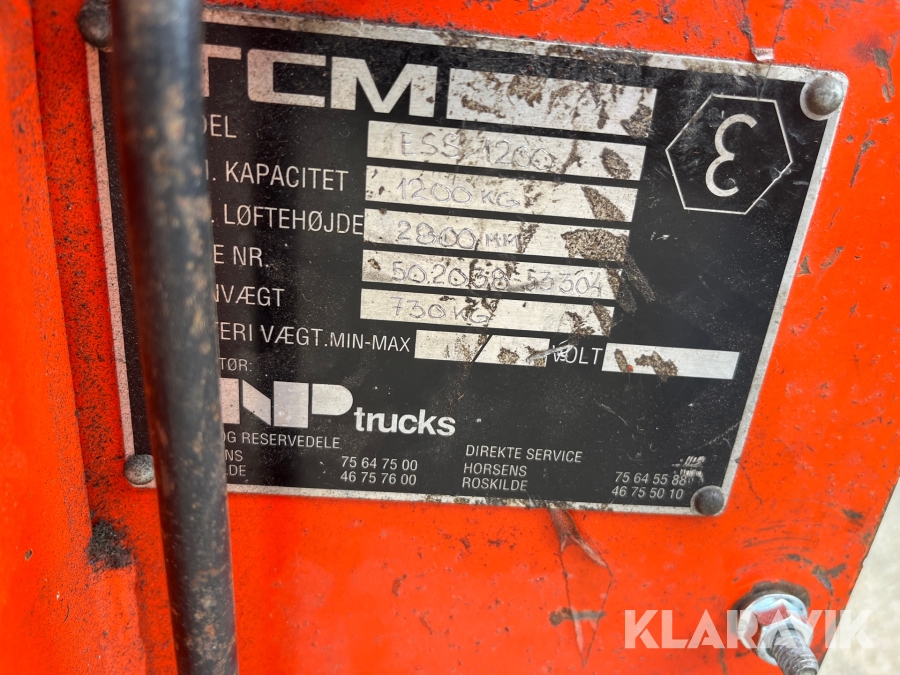 TCM
DEL ESS 1200
. KAPACITET 1200 KG
. LØFTEHØJDE 2800 MM
E NR.
NVÆGT 730 KG
TERI VÆGT. MIN-MAX / VOLT
TØR:
NP trucks
OG RESERVEDELE
ENS 75 64 75 00
LDE 46 75 76 00
DIREKTE SERVICE
HORSENS 75 64 55 88
ROSKILDE 46 75 50 10
KLARAVIK